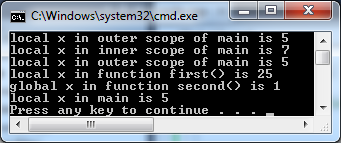 C:\Windows\system32\cmd.exe
local x in outer scope of main is 5
local x in inner scope of main is 7
local x in outer scope of main is 5
local x in function first() is 25
global x in function second() is 1
local x in main is 5
Press any key to continue . . . _